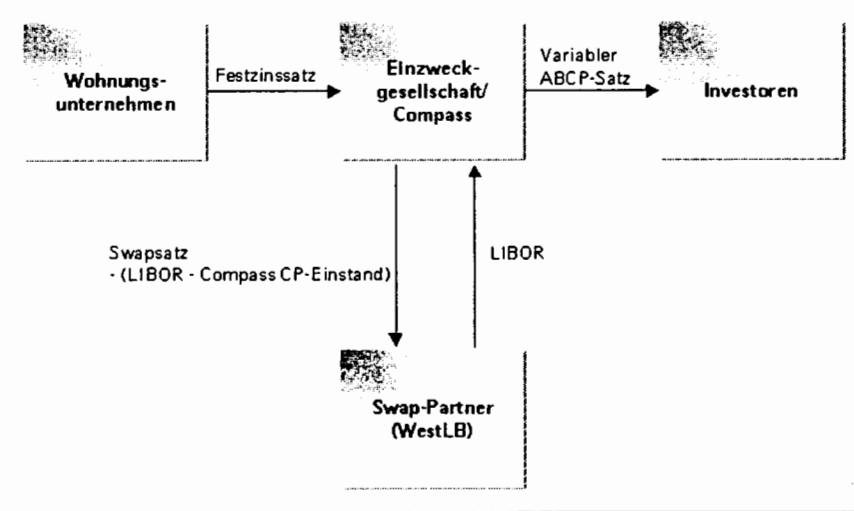 Wohnungs-
unternehmen
Festzinssatz
Einzweck-
gesellschaft/
Compass
Variabler
ABCP-Satz
Investoren
Swapsatz
- (LIBOR - Compass CP-Einstand)
LIBOR
Swap-Partner
(WestLB)